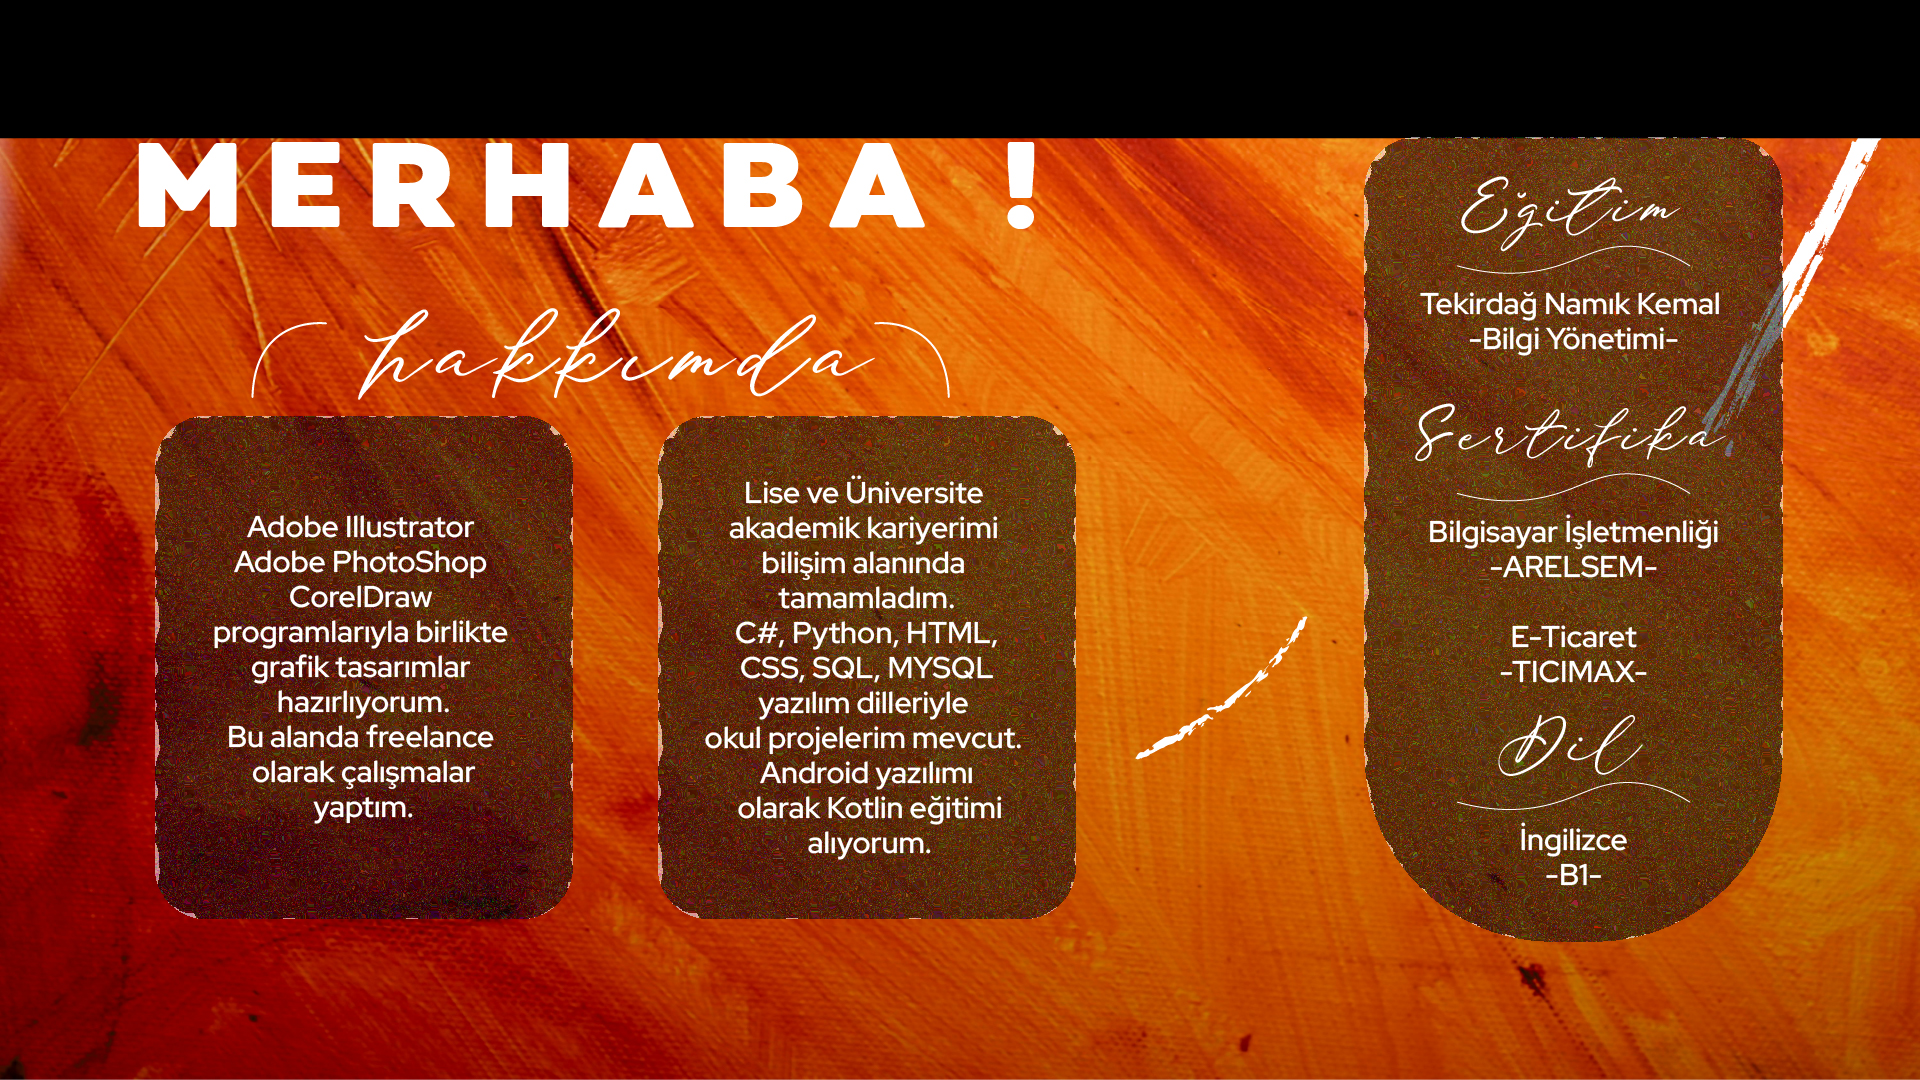 MERHABA !
hakkımda
Adobe Illustrator
Adobe PhotoShop
CorelDraw
programlarıyla birlikte
grafik tasarımlar
hazırlıyorum.
Bu alanda freelance
olarak çalışmalar
yaptım.
Lise ve Üniversite
akademik kariyerimi
bilişim alanında
tamamladım.
C#, Python, HTML,
CSS, SQL, MYSQL
yazılım dilleriyle
okul projelerim mevcut.
Android yazılımı
olarak Kotlin eğitimi
alıyorum.
Eğitim
Tekirdağ Namık Kemal
-Bilgi Yönetimi-
Sertifika
Bilgisayar İşletmenliği
-ARELSEM-
E-Ticaret
-TICIMAX-
Dil
İngilizce
-B1-